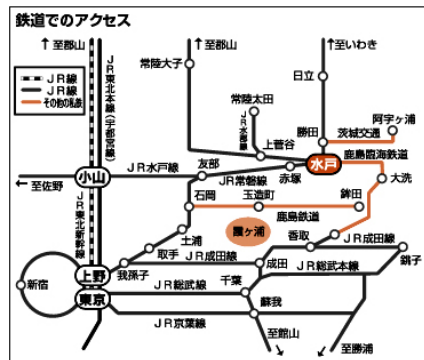 鉄道でのアクセス
↑至郡山
↑至郡山
↑至いわき
JR線
JR線
その他の私鉄
JR東北本線(宇都宮線)
常陸大子
日立
常陸太田
JR水郡線
上菅谷
勝田
阿字ヶ浦
茨城交通
水戸
鹿島臨海鉄道
友部
JR水戸線
小山
JR常磐線
赤塚
大洗
←至佐野
石岡
玉造町
鉾田
鹿島鉄道
JR東北新幹線
霞ヶ浦
土浦
香取
JR成田線
取手
銚子
上野
我孫子
JR成田線
成田
JR総武本線
新宿
東京
JR総武線
千葉
蘇我
JR京葉線
至館山
至勝浦